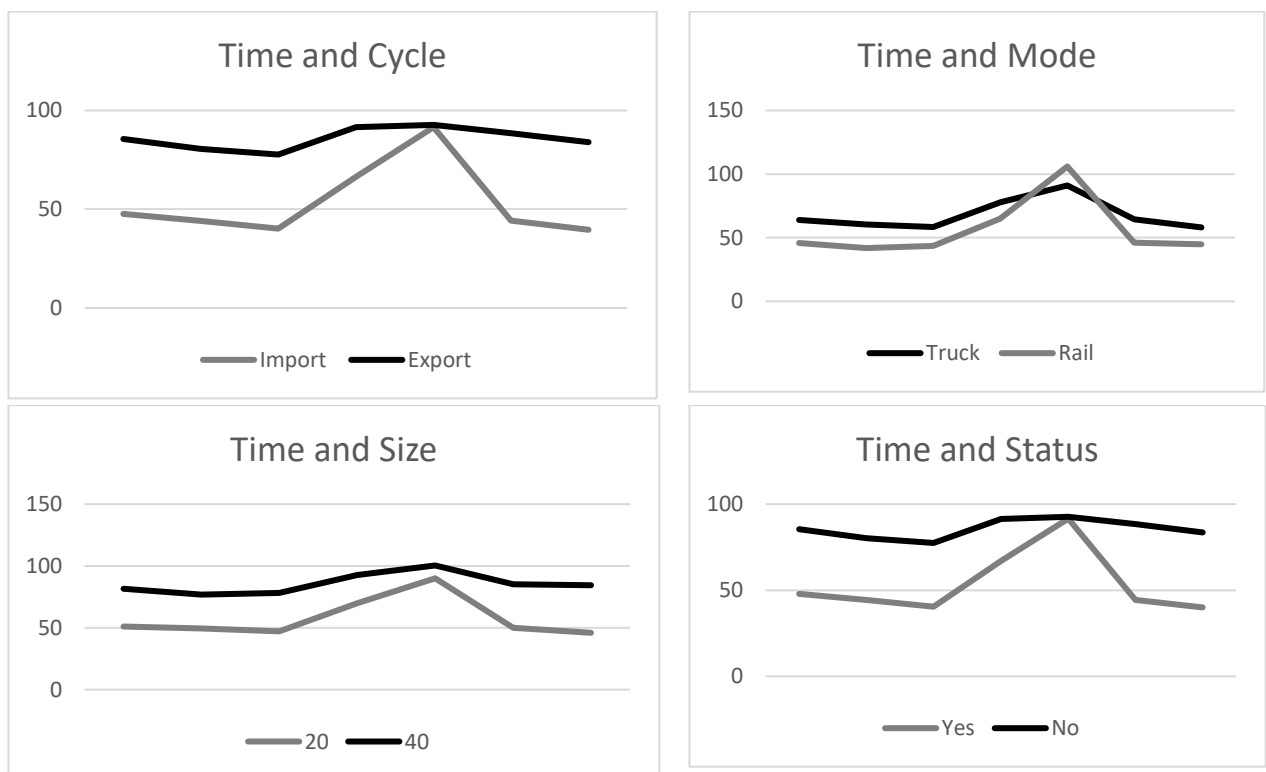 Time and Cycle
100
50
0
Import Export
Time and Mode
150
100
50
0
Truck Rail
Time and Size
150
100
50
0
20 40
Time and Status
100
50
0
Yes No